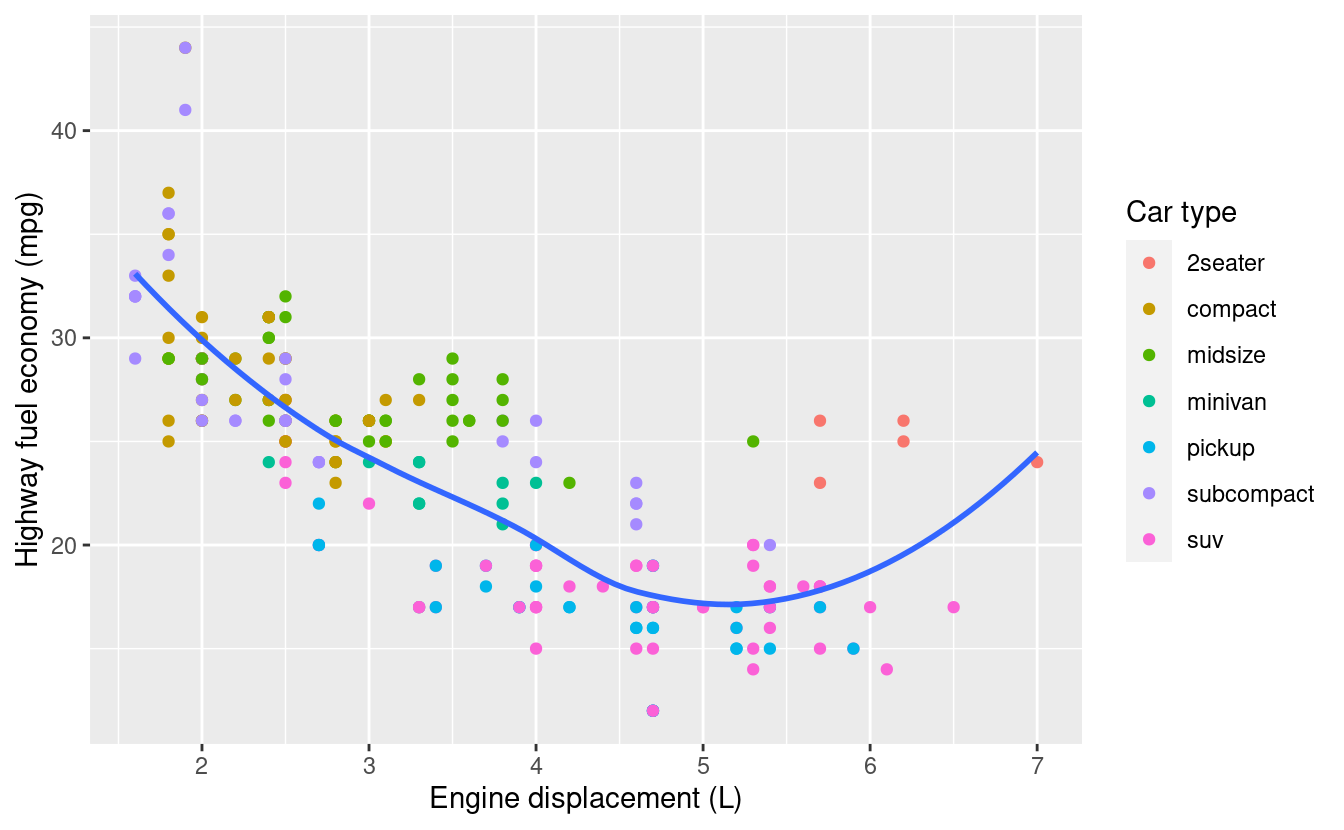 40
30
20
Highway fuel economy (mpg)
2 3 4 5 6 7
Engine displacement (L)
Car type
2seater
compact
midsize
minivan
pickup
subcompact
suv